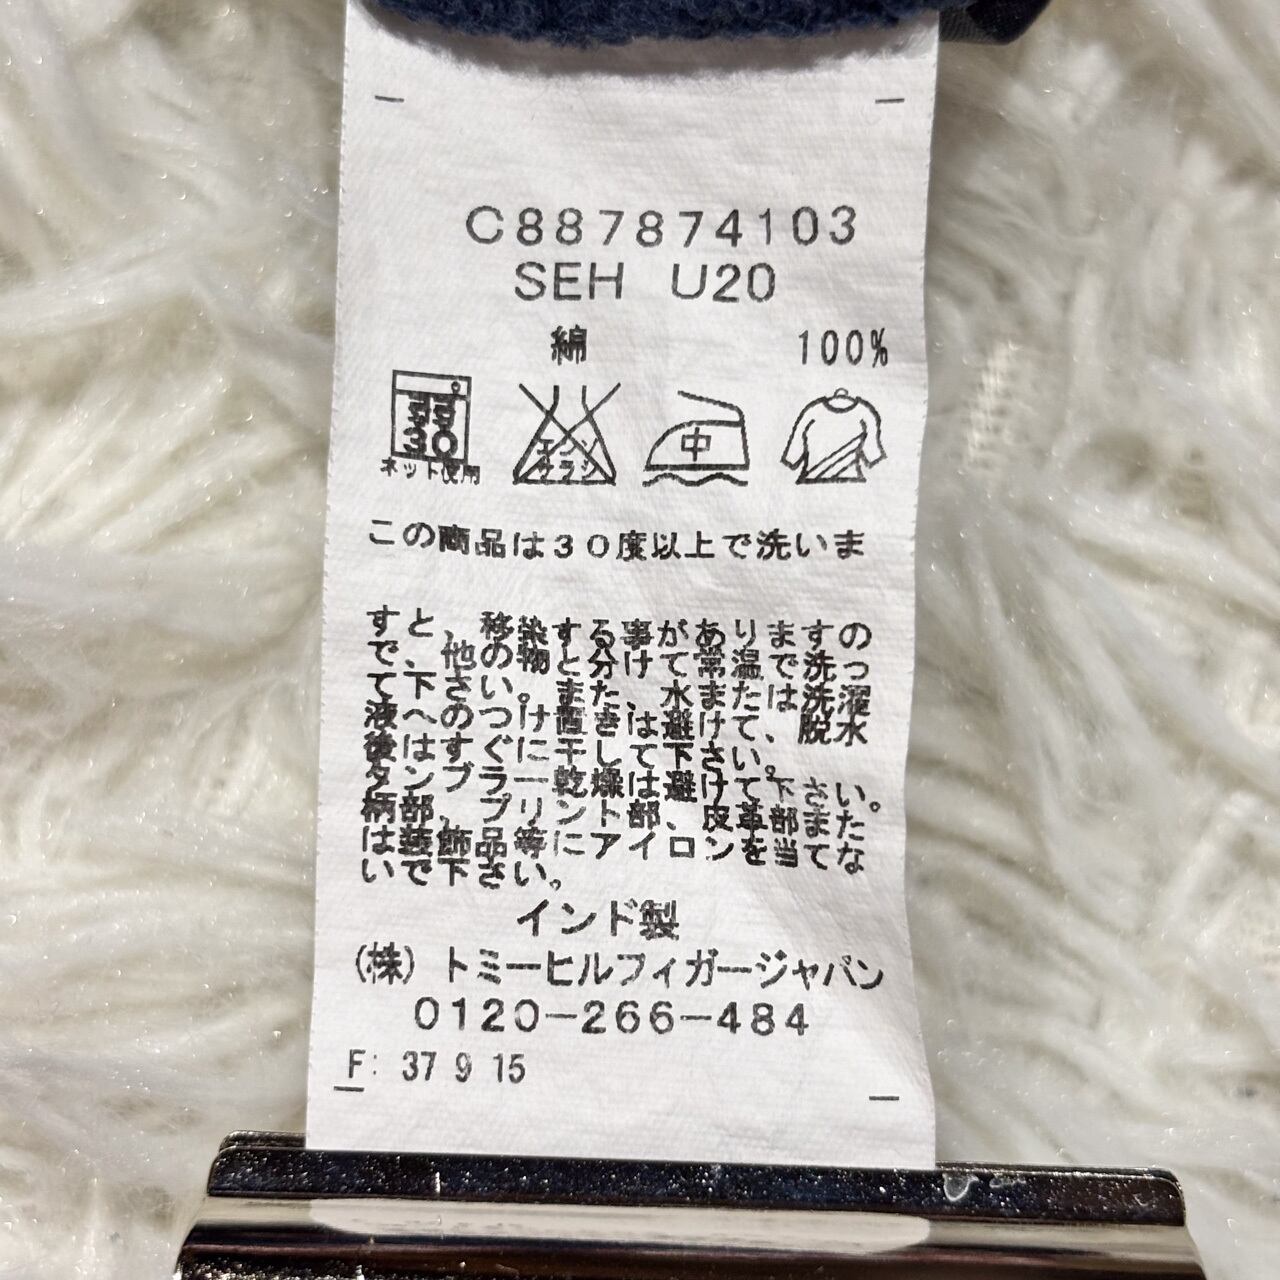 C887874103
SEH U20
綿 100%
弱
30
ネット使用
エンソ
サラシ
中
この商品は30度以上で洗いま
すと、移染する事がありますの
で、他の物と分けて常温で洗っ
て下さい。また、水または洗濯
液へのつけ置きは避けて、脱水
後はすぐに干して下さい。
タンブラー乾燥は避けて下さい。
柄部、プリント部、皮革部また
は装飾品等にアイロンを当てな
いで下さい。
インド製
(株)トミーヒルフィガージャパン
0120-266-484
F: 37 9 15